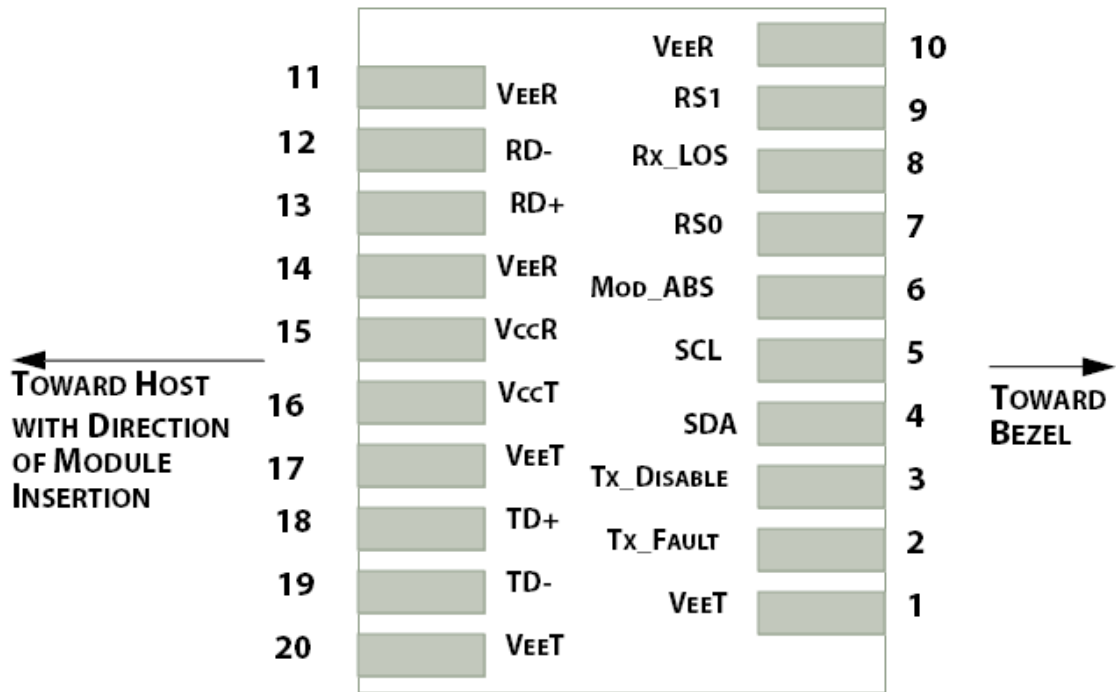 VEER 10
11 VEER
RS1 9
12 RD-
Rx_LOS 8
13 RD+
RS0 7
14 VEER
MOD_ABS 6
15 VCCR
SCL 5
TOWARD HOST
WITH DIRECTION
OF MODULE
INSERTION
TOWARD
BEZEL
16 VCCT
SDA 4
17 VEET
TX_DISABLE 3
18 TD+
TX_FAULT 2
19 TD-
VEET 1
20 VEET